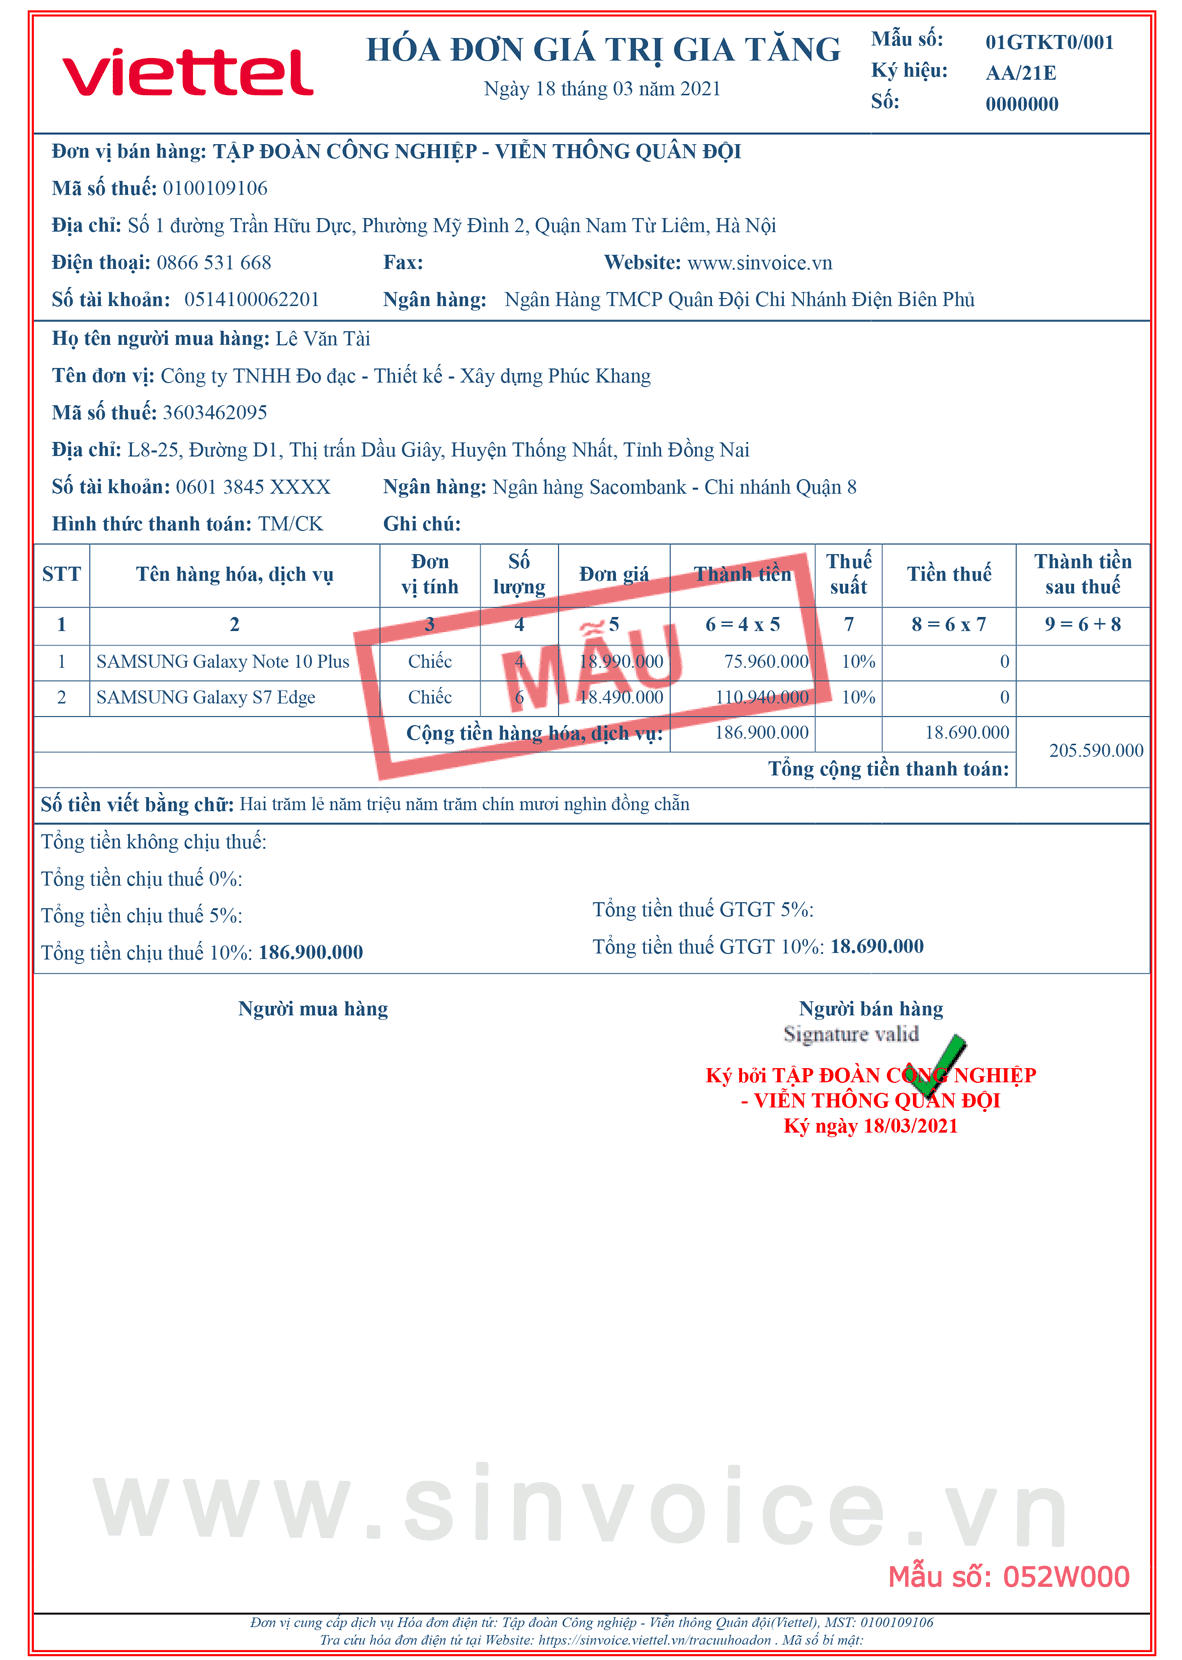 viettel
HÓA ĐƠN GIÁ TRỊ GIA TĂNG
Ngày 18 tháng 03 năm 2021
Mẫu số: 01GTKT0/001
Ký hiệu: AA/21E
Số: 0000000
Đơn vị bán hàng: TẬP ĐOÀN CÔNG NGHIỆP - VIỄN THÔNG QUÂN ĐỘI
Mã số thuế: 0100109106
Địa chỉ: Số 1 đường Trần Hữu Dực, Phường Mỹ Đình 2, Quận Nam Từ Liêm, Hà Nội
Điện thoại: 0866 531 668 Fax: Website: www.sinvoice.vn
Số tài khoản: 0514100062201 Ngân hàng: Ngân Hàng TMCP Quân Đội Chi Nhánh Điện Biên Phủ
Họ tên người mua hàng: Lê Văn Tài
Tên đơn vị: Công ty TNHH Đo đạc - Thiết kế - Xây dựng Phúc Khang
Mã số thuế: 3603462095
Địa chỉ: L8-25, Đường D1, Thị trấn Dầu Giây, Huyện Thống Nhất, Tỉnh Đồng Nai
Số tài khoản: 0601 3845 XXXX Ngân hàng: Ngân hàng Sacombank - Chi nhánh Quận 8
Hình thức thanh toán: TM/CK Ghi chú:
STT Tên hàng hóa, dịch vụ Đơn vị tính Số lượng Đơn giá Thành tiền Thuế suất Tiền thuế Thành tiền sau thuế
1 2 3 4 5 6 = 4 x 5 7 8 = 6 x 7 9 = 6 + 8
1 SAMSUNG Galaxy Note 10 Plus Chiếc 4 18.990.000 75.960.000 10% 0
2 SAMSUNG Galaxy S7 Edge Chiếc 6 18.490.000 110.940.000 10% 0
MẪU
Cộng tiền hàng hóa, dịch vụ: 186.900.000 18.690.000
Tổng cộng tiền thanh toán: 205.590.000
Số tiền viết bằng chữ: Hai trăm lẻ năm triệu năm trăm chín mươi nghìn đồng chẵn
Tổng tiền không chịu thuế:
Tổng tiền chịu thuế 0%:
Tổng tiền chịu thuế 5%: Tổng tiền thuế GTGT 5%:
Tổng tiền chịu thuế 10%: 186.900.000 Tổng tiền thuế GTGT 10%: 18.690.000
Người mua hàng Người bán hàng
Signature valid
Ký bởi TẬP ĐOÀN CÔNG NGHIỆP
- VIỄN THÔNG QUÂN ĐỘI
Ký ngày 18/03/2021
www.sinvoice.vn
Mẫu số: 052W000
Đơn vị cung cấp dịch vụ Hóa đơn điện tử: Tập đoàn Công nghiệp - Viễn thông Quân đội(Viettel), MST: 0100109106
Tra cứu hóa đơn điện tử tại Website: https://sinvoice.viettel.vn/tracuuhoadon . Mã số bí mật: